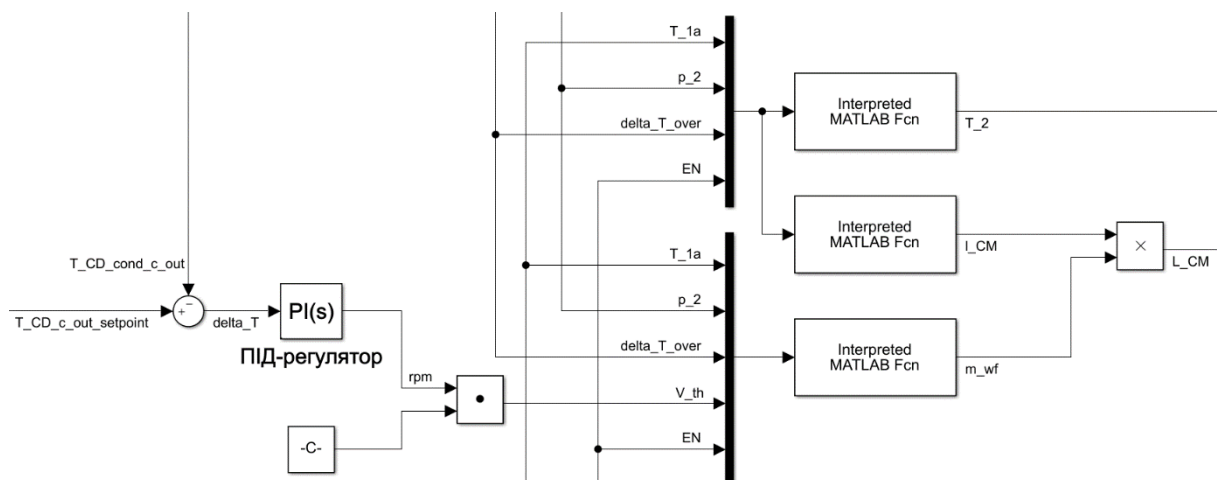 T_1a
p_2
delta_T_over
EN
Interpreted
MATLAB Fcn
T_2
Interpreted
MATLAB Fcn
l_CM
×
L_CM
T_CD_cond_c_out
−
+
T_CD_c_out_setpoint
delta_T
PI(s)
ПІД-регулятор
rpm
-C-
T_1a
p_2
delta_T_over
V_th
EN
Interpreted
MATLAB Fcn
m_wf